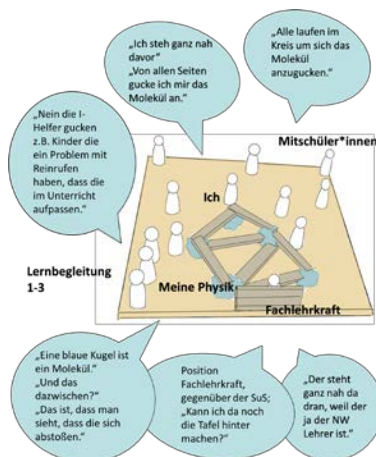 „Ich steh ganz nah
davor“
„Von allen Seiten
gucke ich mir das
Molekül an.“
„Alle laufen im
Kreis um sich das
Molekül
anzugucken.“
„Nein die I-
Helfer gucken
z.B. Kinder die
ein Problem mit
Reinrufen
haben, dass die
im Unterricht
aufpassen.“
Mitschüler*innen
Ich
Lernbegleitung
1-3
Meine Physik
Fachlehrkraft
„Eine blaue Kugel ist
ein Molekül.“
„Und das
dazwischen?“
„Das ist, dass man
sieht, dass die sich
abstoßen.“
Position
Fachlehrkraft,
gegenüber der SuS;
„Kann ich da noch
die Tafel hinter
machen?“
„Der steht
ganz nah da
dran, weil der
ja der NW
Lehrer ist.“